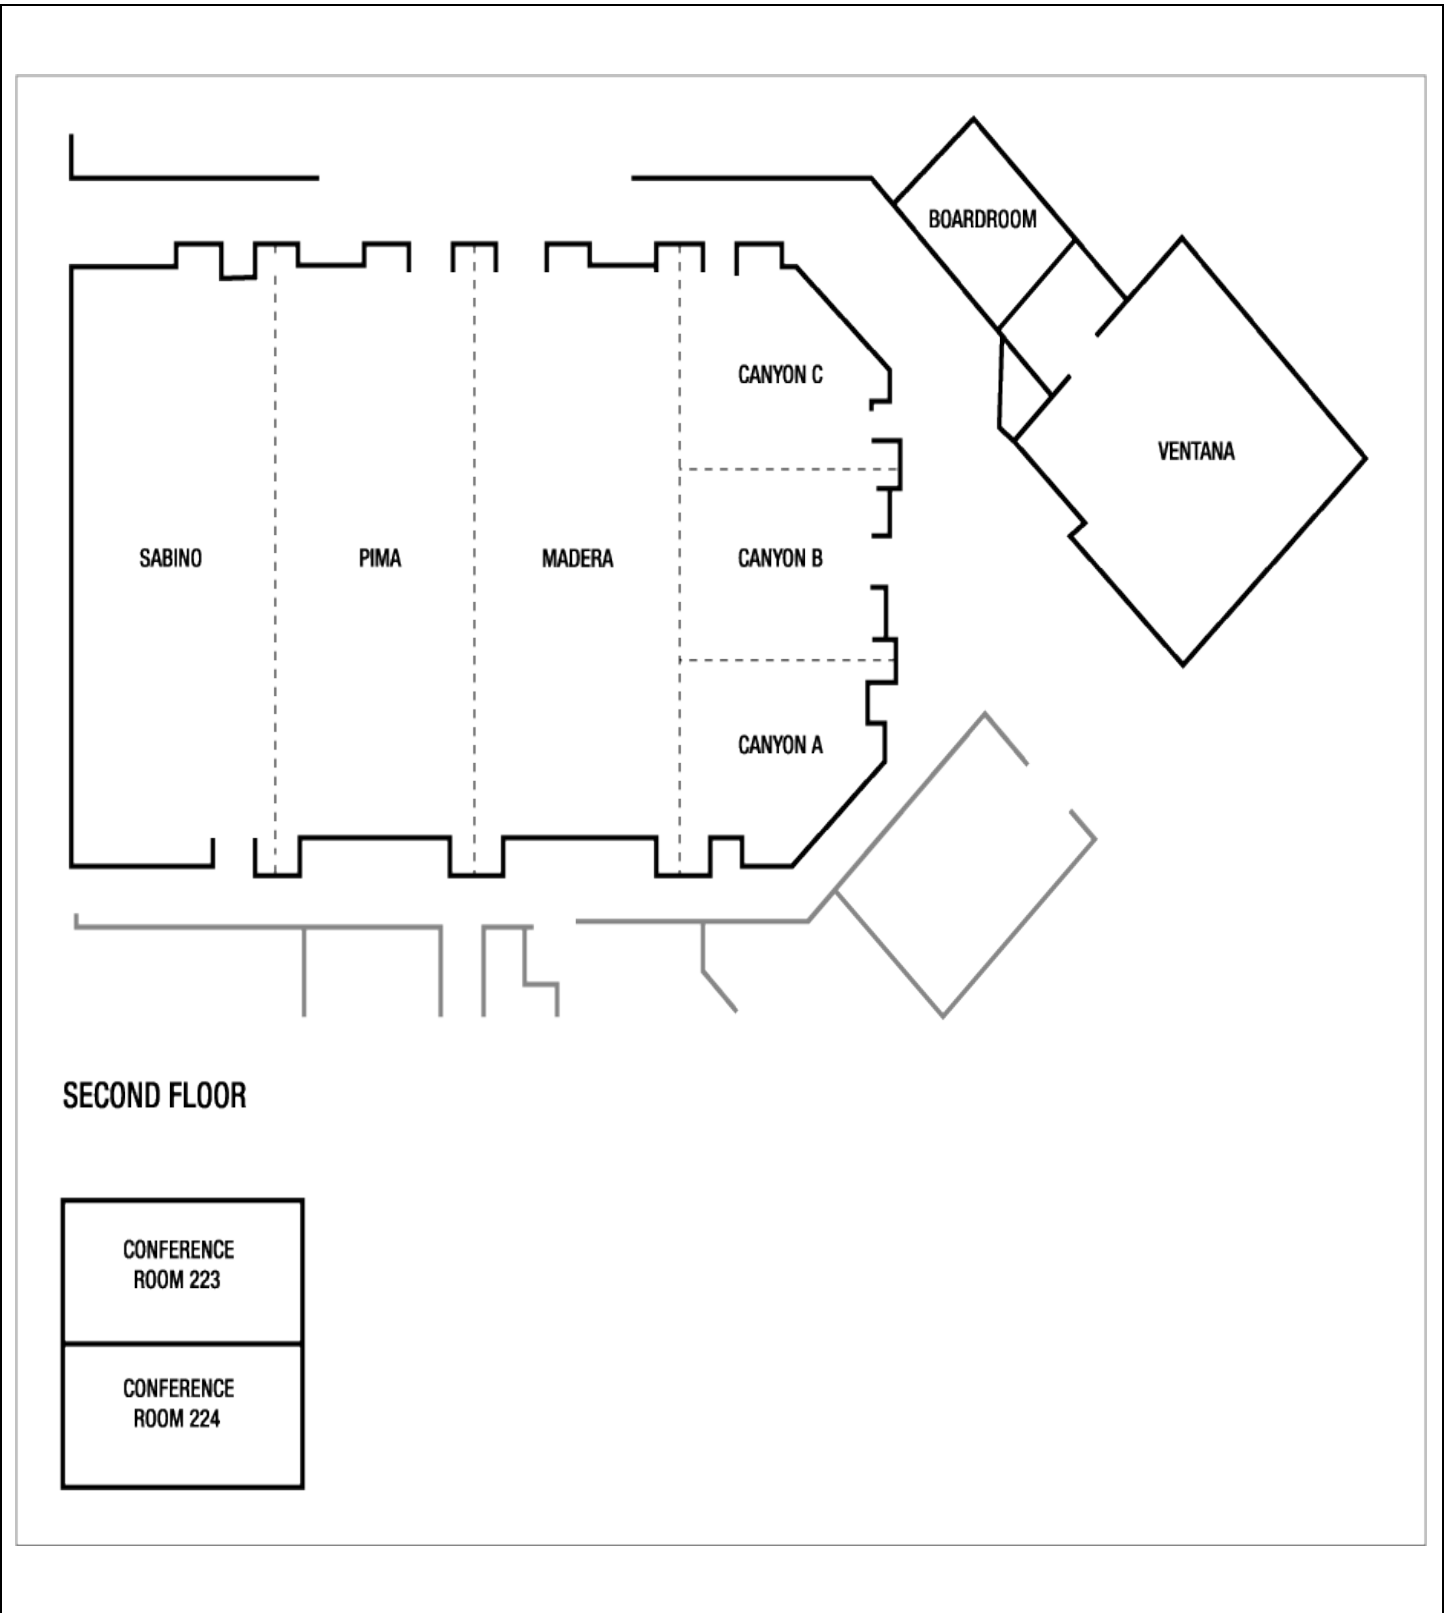 BOARDROOM
CANYON C
VENTANA
SABINO
PIMA
MADERA
CANYON B
CANYON A
SECOND FLOOR
CONFERENCE
ROOM 223
CONFERENCE
ROOM 224